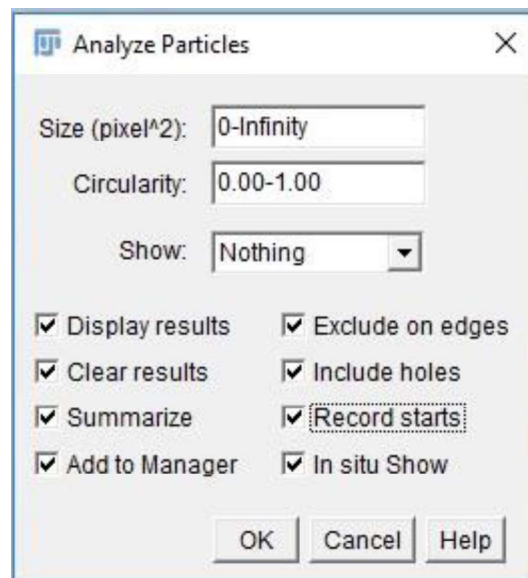 Analyze Particles
Size (pixel^2): 0-Infinity
Circularity: 0.00-1.00
Show: Nothing
Display results Exclude on edges
Clear results Include holes
Summarize Record starts
Add to Manager In situ Show
OK Cancel Help